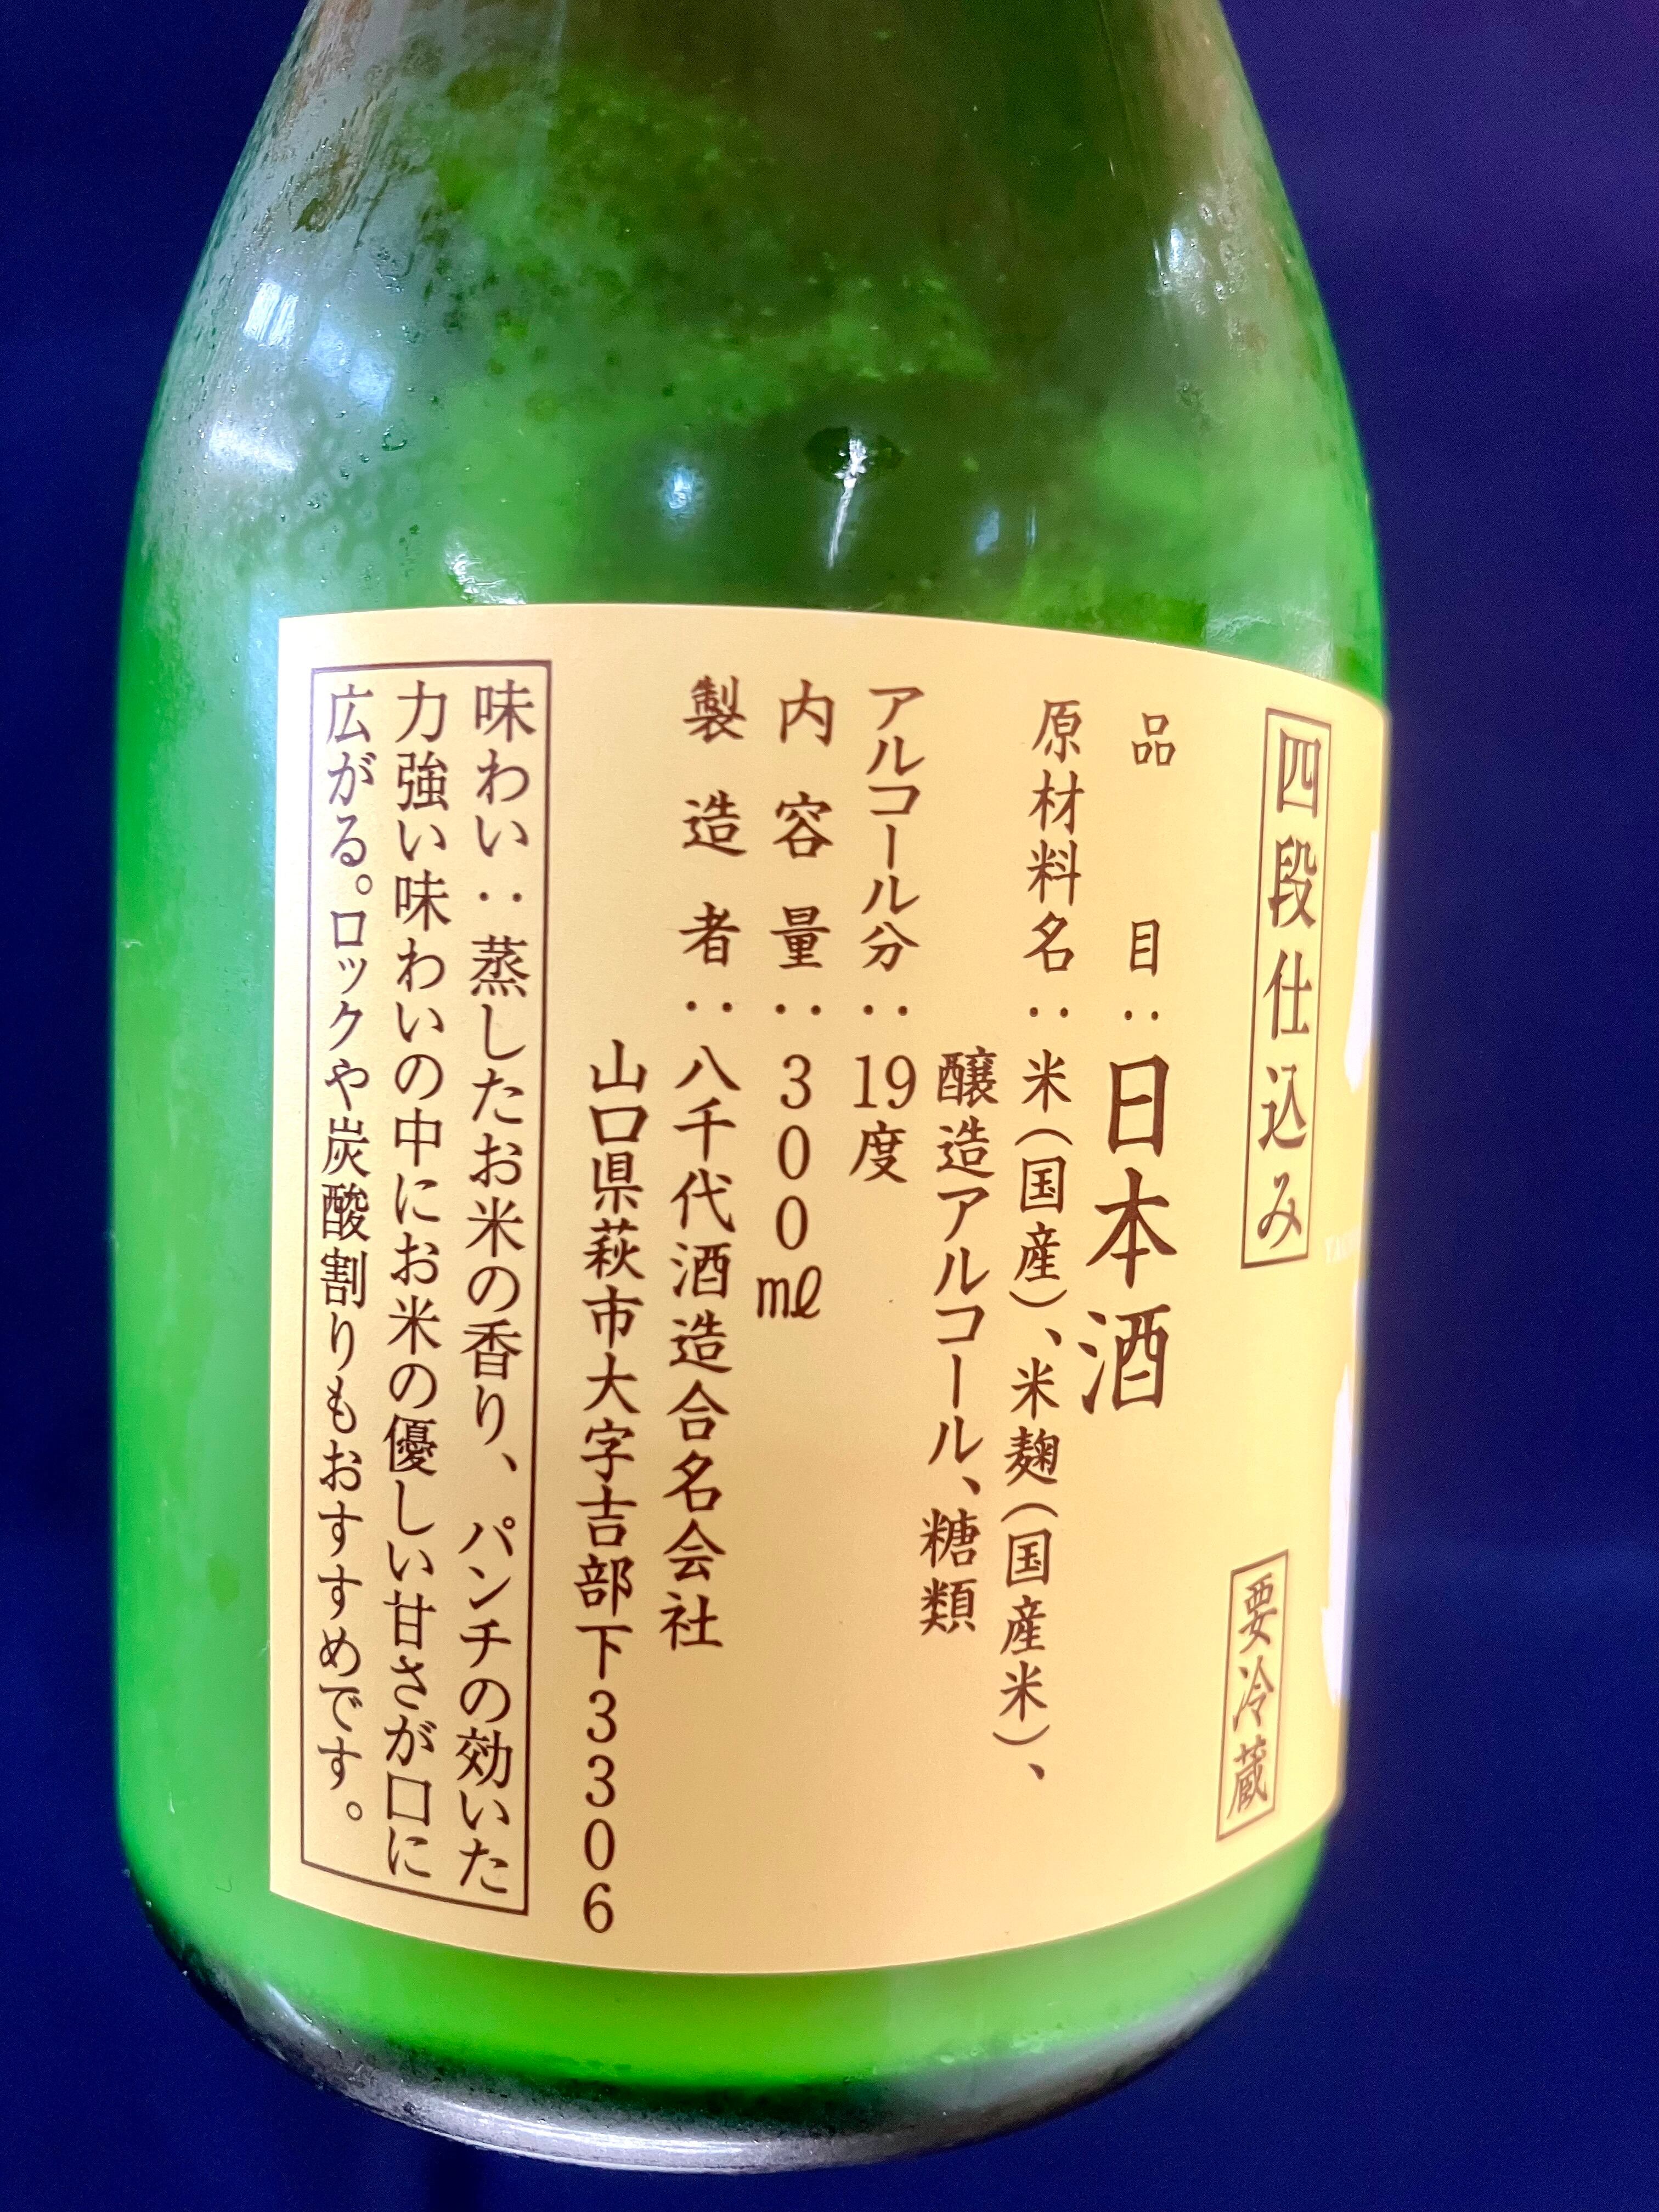 四段仕込み
要冷蔵
品目：日本酒
原材料名：米(国産)、米麹(国産米)、
醸造アルコール、糖類
アルコール分：19度
内容量：300㎖
製造者：八千代酒造合名会社
山口県萩市大字吉部下3306
味わい：蒸したお米の香り、パンチの効いた
力強い味わいの中にお米の優しい甘さが口に
広がる。ロックや炭酸割りもおすすめです。